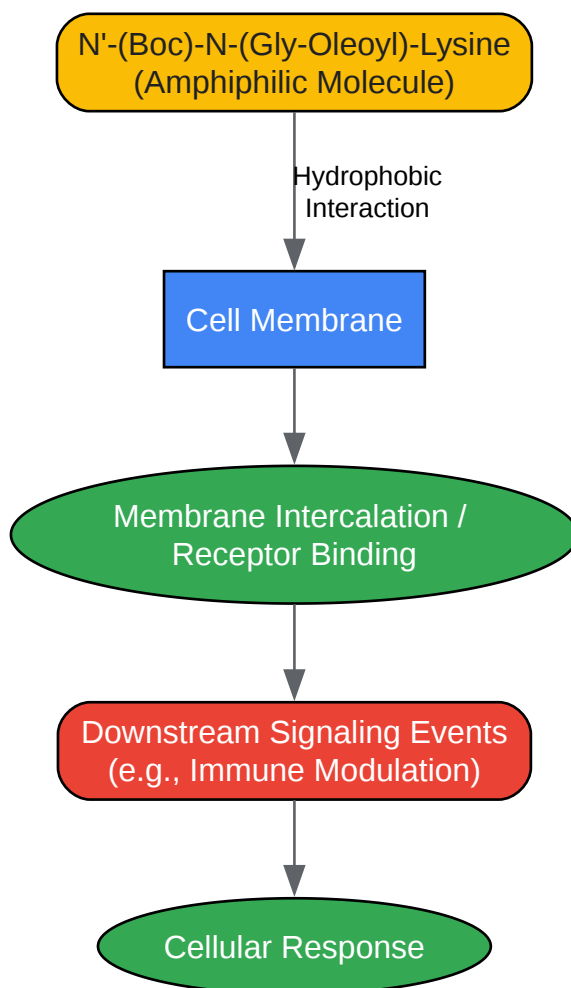 N'-(Boc)-N-(Gly-Oleoyl)-Lysine
(Amphiphilic Molecule)
Hydrophobic
Interaction
Cell Membrane
Membrane Intercalation /
Receptor Binding
Downstream Signaling Events
(e.g., Immune Modulation)
Cellular Response